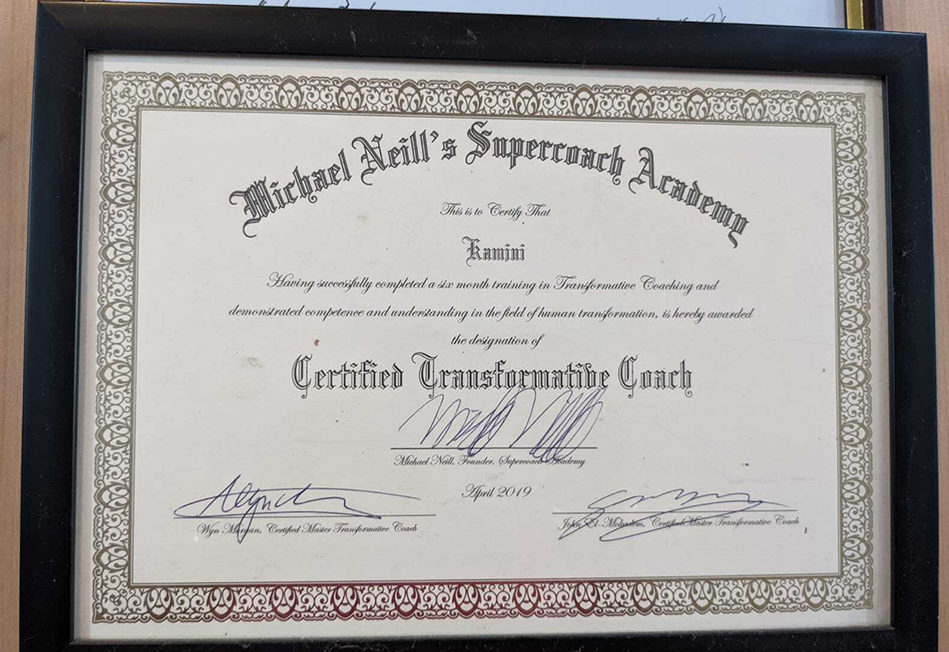 Michael Neill's Supercoach Academy
This is to Certify That
Kamini
Having successfully completed a six month training in Transformative Coaching and
demonstrated competence and understanding in the field of human transformation, is hereby awarded
the designation of
Certified Transformative Coach
Michael Neill, Founder, Supercoach Academy
April 2019
Wyn Morgan, Certified Master Transformative Coach
John El-Mokadem, Certified Master Transformative Coach